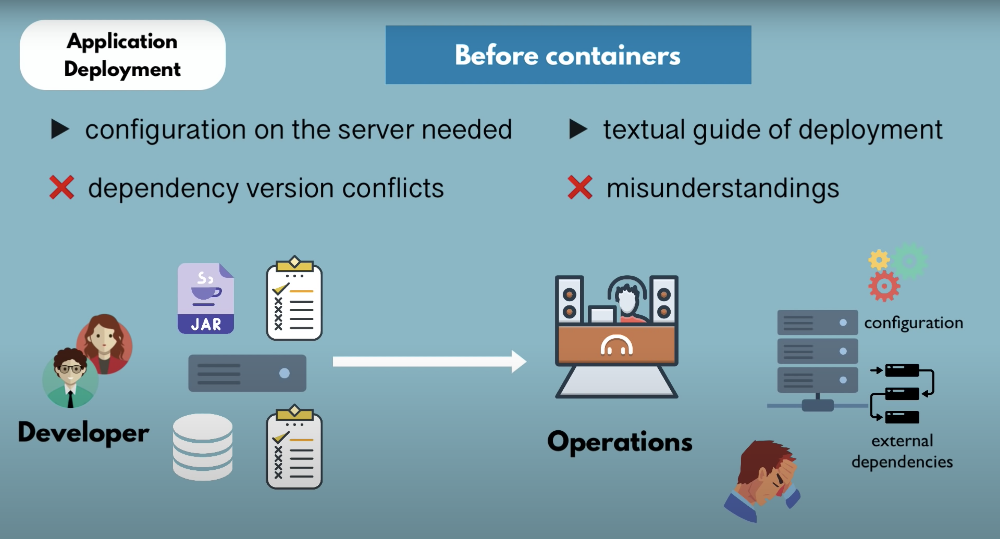 Application
Deployment
Before containers
configuration on the server needed
textual guide of deployment
dependency version conflicts
misunderstandings
JAR
Developer
Operations
configuration
external
dependencies